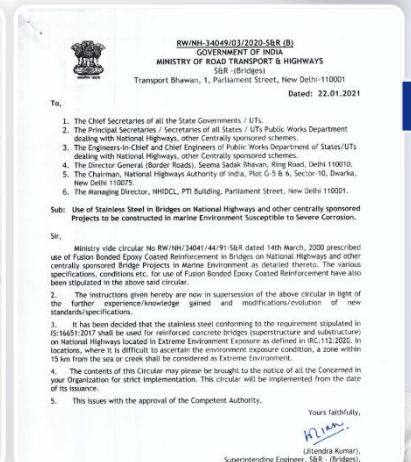 RW/NH-34049/03/2020-S&R (B)
GOVERNMENT OF INDIA
MINISTRY OF ROAD TRANSPORT & HIGHWAYS
S&R -(Bridges)
Transport Bhawan, 1, Parliament Street, New Delhi-110001
Dated: 22.01.2021
To,
1. The Chief Secretaries of all the State Governments / UTs.
2. The Principal Secretaries / Secretaries of all States / UTs Public Works Department
dealing with National Highways, other Centrally sponsored schemes.
3. The Engineers-in-Chief and Chief Engineers of Public Works Department of States/UTs
dealing with National Highways, other Centrally sponsored schemes.
4. The Director General (Border Roads), Seema Sadak Bhavan, Ring Road, Delhi 110010.
5. The Chairman, National Highways Authority of India, Plot G-5 & 6, Sector-10, Dwarka,
New Delhi 110075.
6. The Managing Director, NHIDCL, PTI Building, Parliament Street, New Delhi 110001.
Sub: Use of Stainless Steel in Bridges on National Highways and other centrally sponsored
Projects to be constructed in marine Environment Susceptible to Severe Corrosion.
Sir,
Ministry vide circular No RW/NH/34041/44/91-S&R dated 14th March, 2000 prescribed
use of Fusion Bonded Epoxy Coated Reinforcement in Bridges on National Highways and other
centrally sponsored Bridge Projects in Marine Environment as detailed thereto. The various
specifications, conditions etc. for use of Fusion Bonded Epoxy Coated Reinforcement have also
been stipulated in the above said circular.
2. The instructions given hereby are now in supersession of the above circular in light of
the further experience/knowledge gained and modifications/evolution of new
standards/specifications.
3. It has been decided that the stainless steel conforming to the requirement stipulated in
IS:16651:2017 shall be used for reinforced concrete bridges (superstructure and substructure)
on National Highways located in Extreme Environment Exposure as defined in IRC:112:2020. In
locations, where it is difficult to ascertain the environment exposure condition, a zone within
15 km from the sea or creek shall be considered as Extreme Environment.
4. The contents of this Circular may please be brought to the notice of all the Concerned in
your Organization for strict implementation. This circular will be implemented from the date
of its issuance.
5. This issues with the approval of the Competent Authority.
Yours faithfully,
(Jitendra Kumar),
Superintending Engineer, S&R - (Bridges),